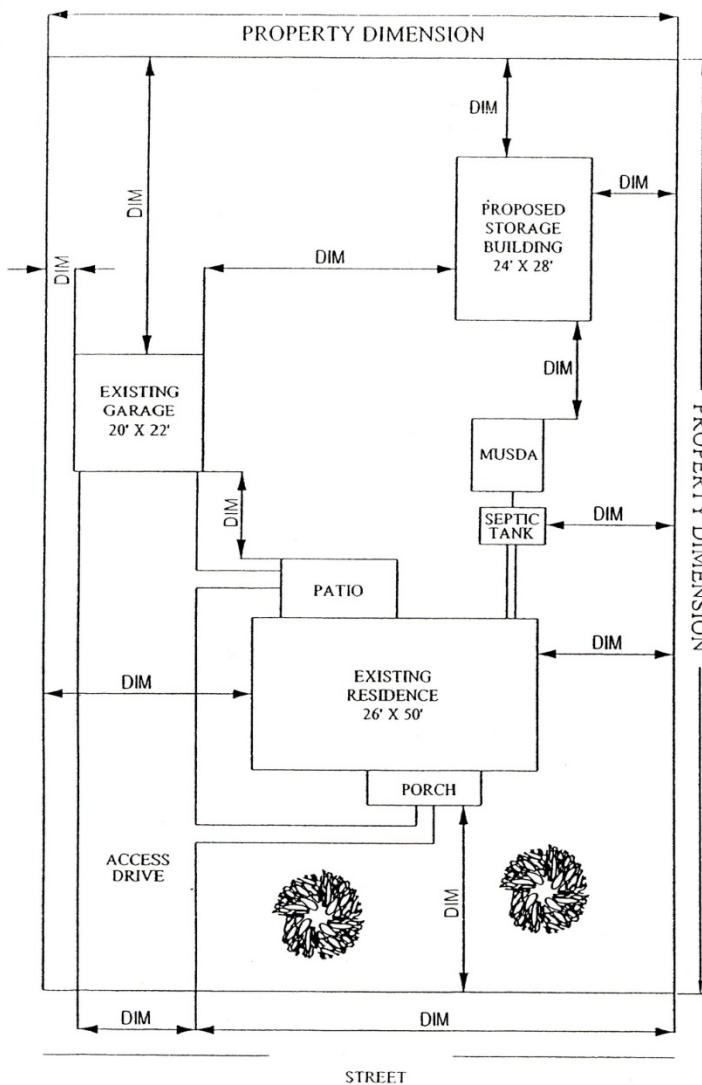 PROPERTY DIMENSION
DIM
DIM
DIM
PROPOSED
STORAGE
BUILDING
24' X 28'
DIM
DIM
DIM
EXISTING
GARAGE
20' X 22'
PROPERTY DIMENSION
MUSDA
DIM
SEPTIC
TANK
DIM
PATIO
DIM
DIM
EXISTING
RESIDENCE
26' X 50'
PORCH
ACCESS
DRIVE
DIM
DIM
DIM
STREET